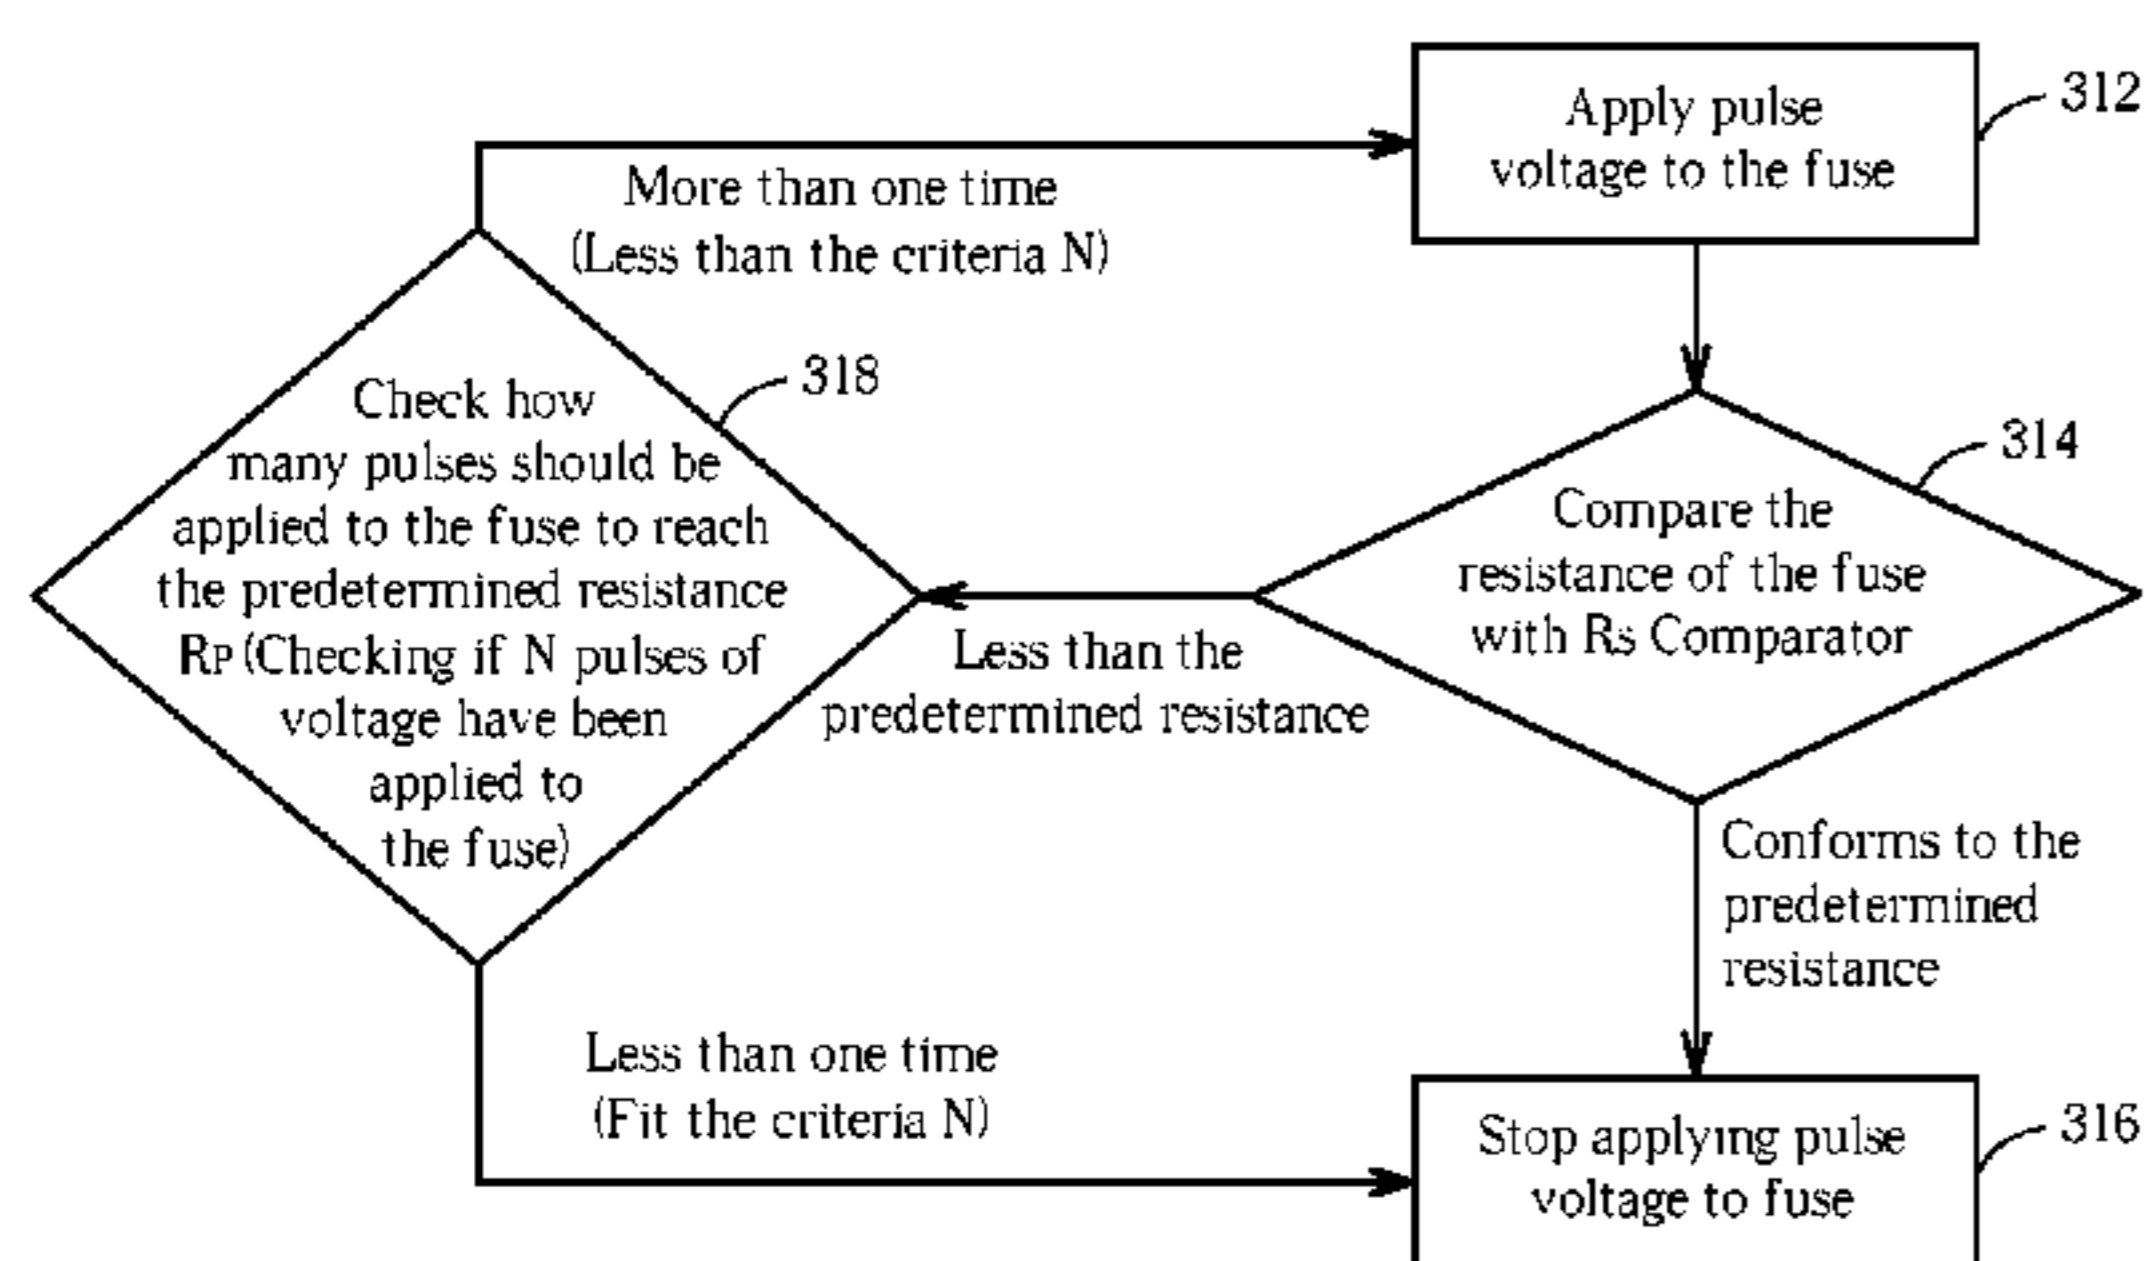 Apply pulse
voltage to the fuse
312
More than one time
(Less than the criteria N)
318
Check how
many pulses should be
applied to the fuse to reach
the predetermined resistance
RP (Checking if N pulses of
voltage have been
applied to
the fuse)
314
Compare the
resistance of the fuse
with Rs Comparator
Less than the
predetermined resistance
Conforms to the
predetermined
resistance
Less than one time
(Fit the criteria N)
Stop applying pulse
voltage to fuse
316